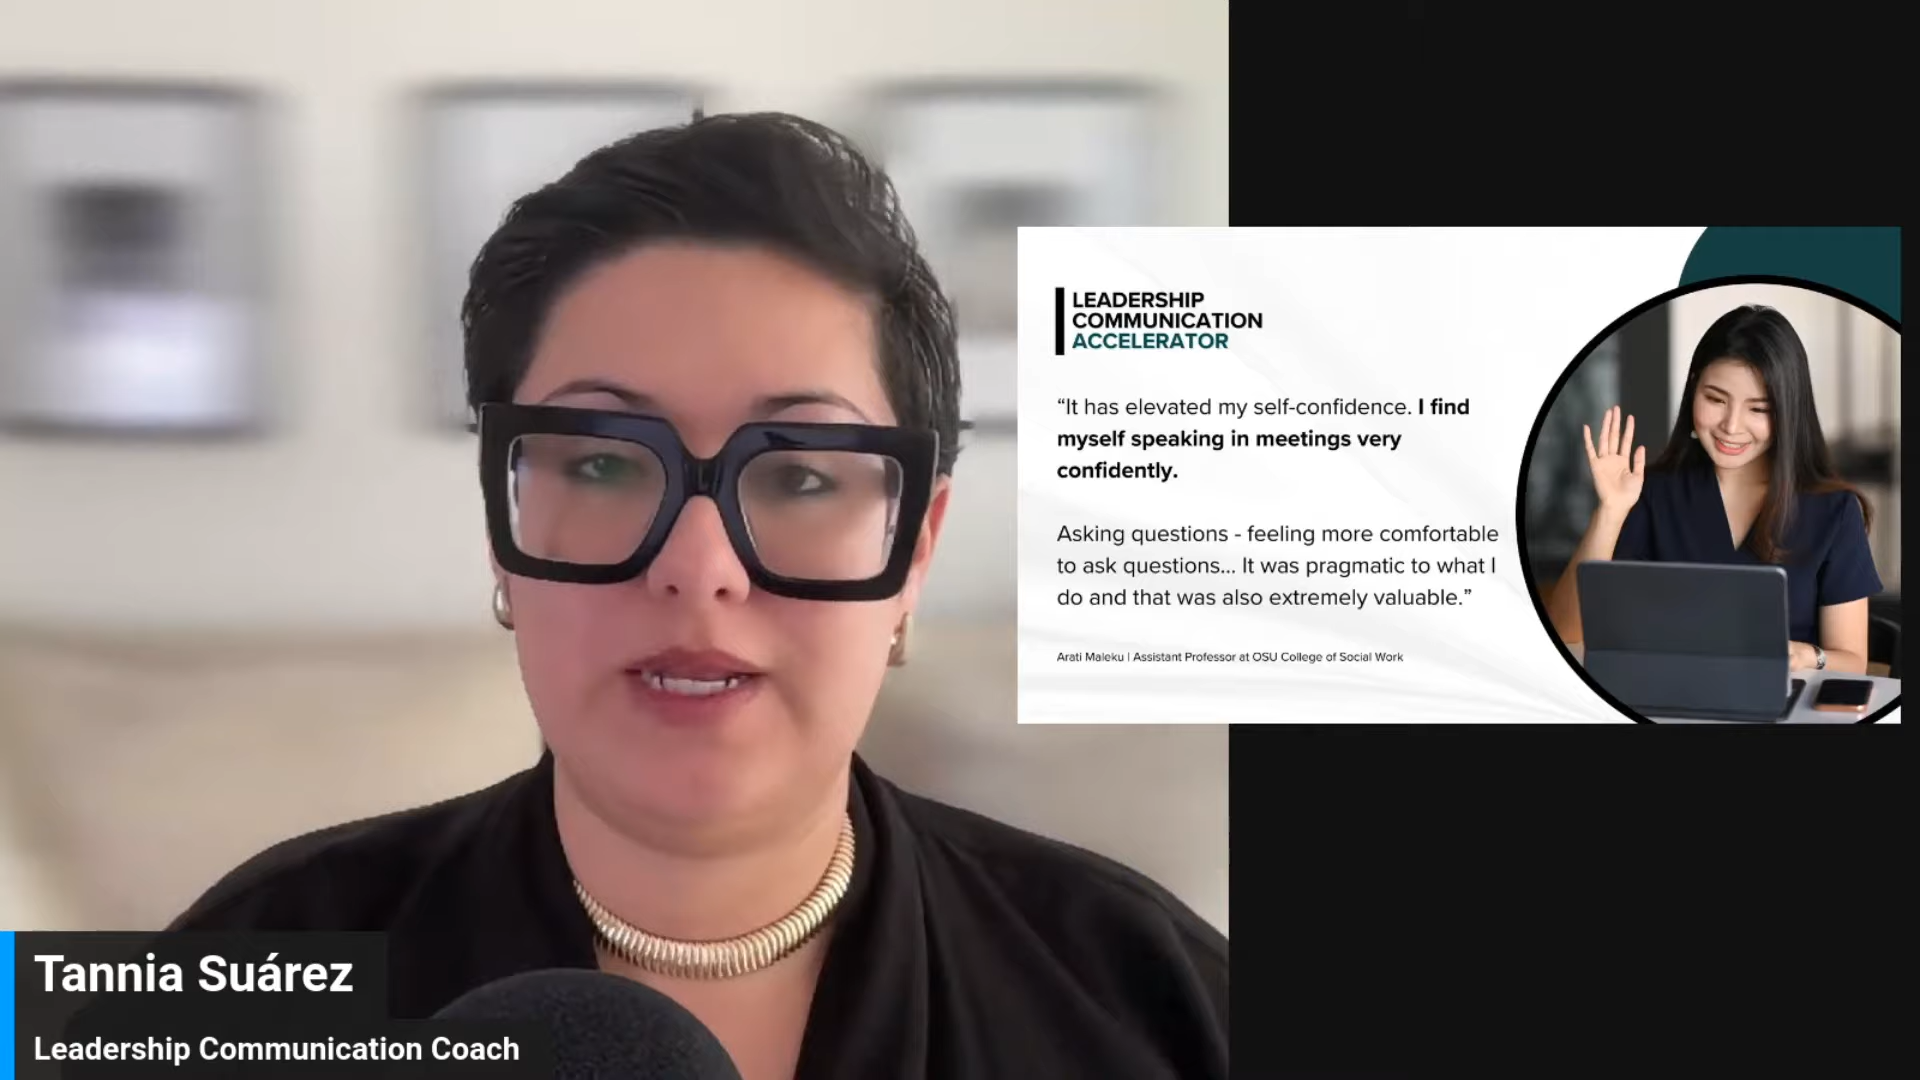 LEADERSHIP
COMMUNICATION
ACCELERATOR
“It has elevated my self-confidence. I find
myself speaking in meetings very
confidently.
Asking questions - feeling more comfortable
to ask questions... It was pragmatic to what I
do and that was also extremely valuable.”
Arati Maleku | Assistant Professor at OSU College of Social Work
Tannia Suárez
Leadership Communication Coach